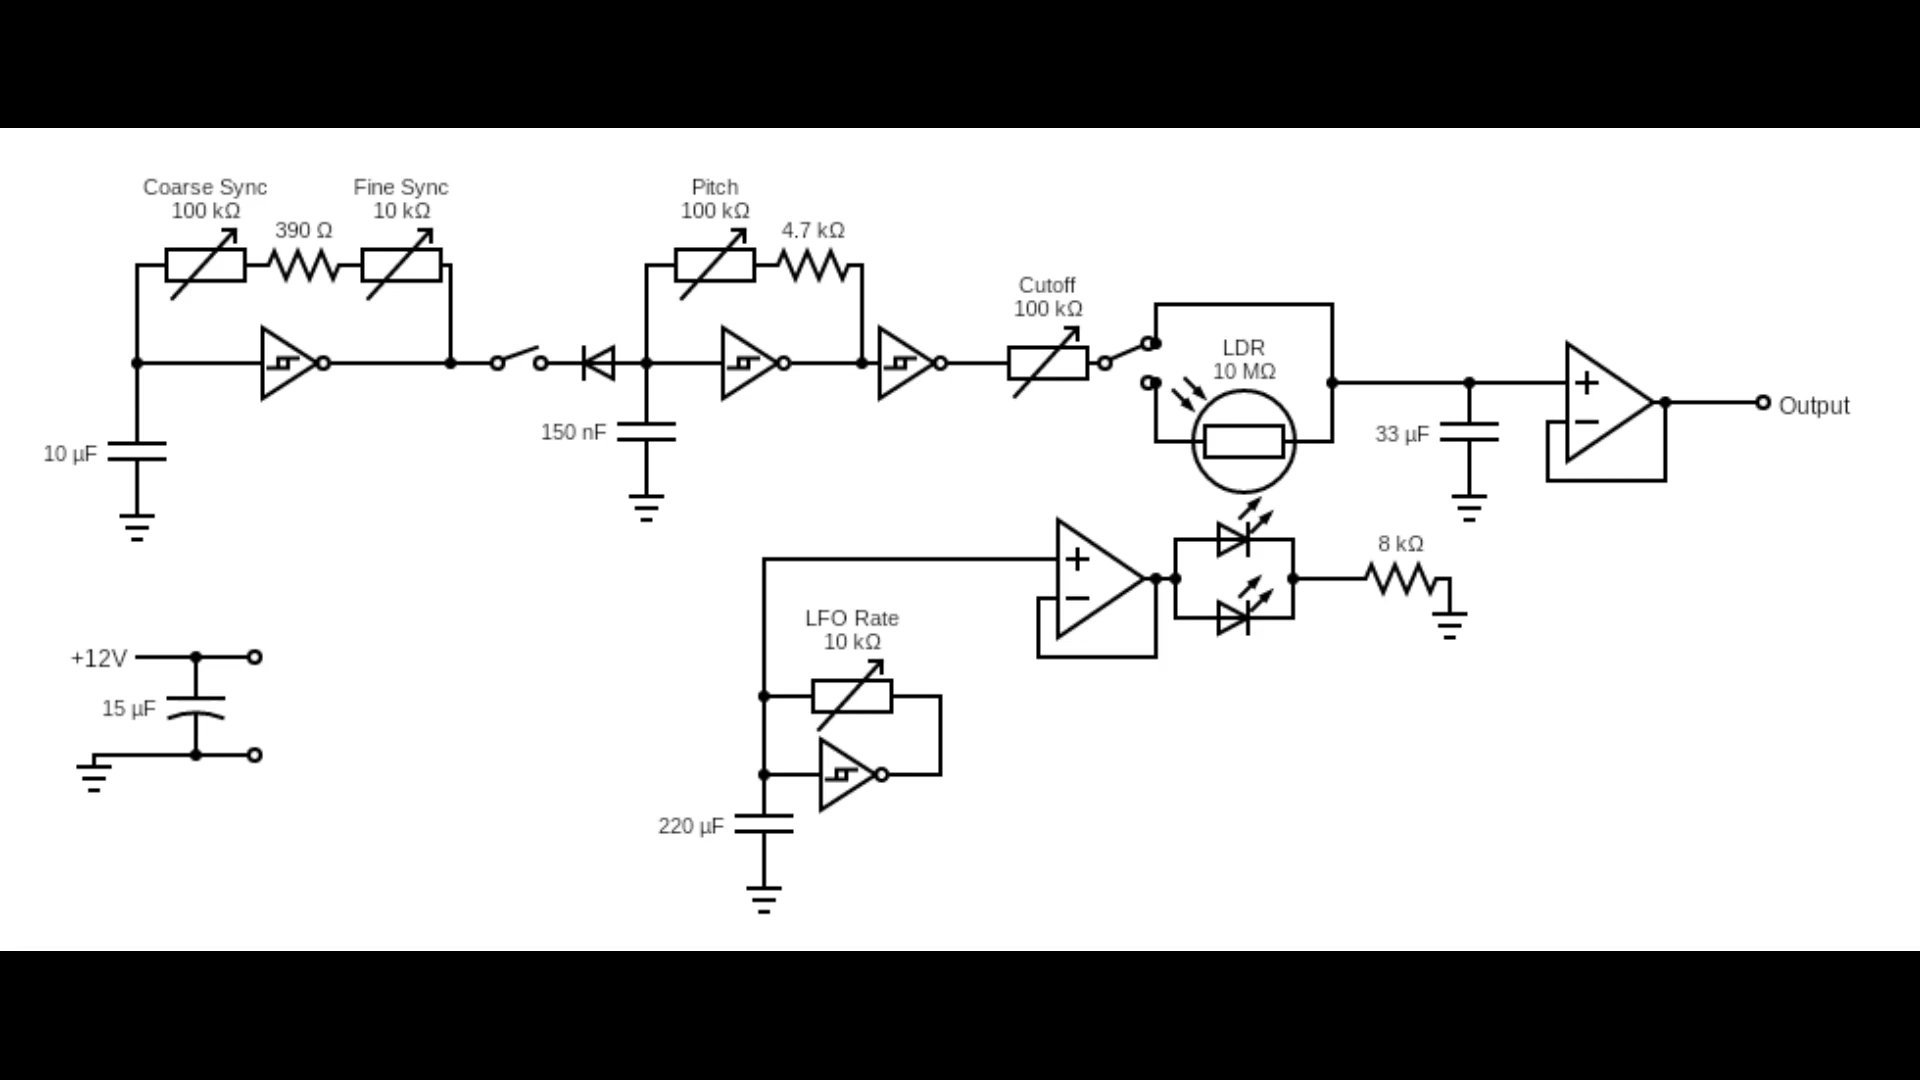 Coarse Sync
100 kΩ
390 Ω
Fine Sync
10 kΩ
Pitch
100 kΩ
4.7 kΩ
Cutoff
100 kΩ
LDR
10 MΩ
10 µF
150 nF
33 µF
Output
8 kΩ
LFO Rate
10 kΩ
+12V
15 µF
220 µF